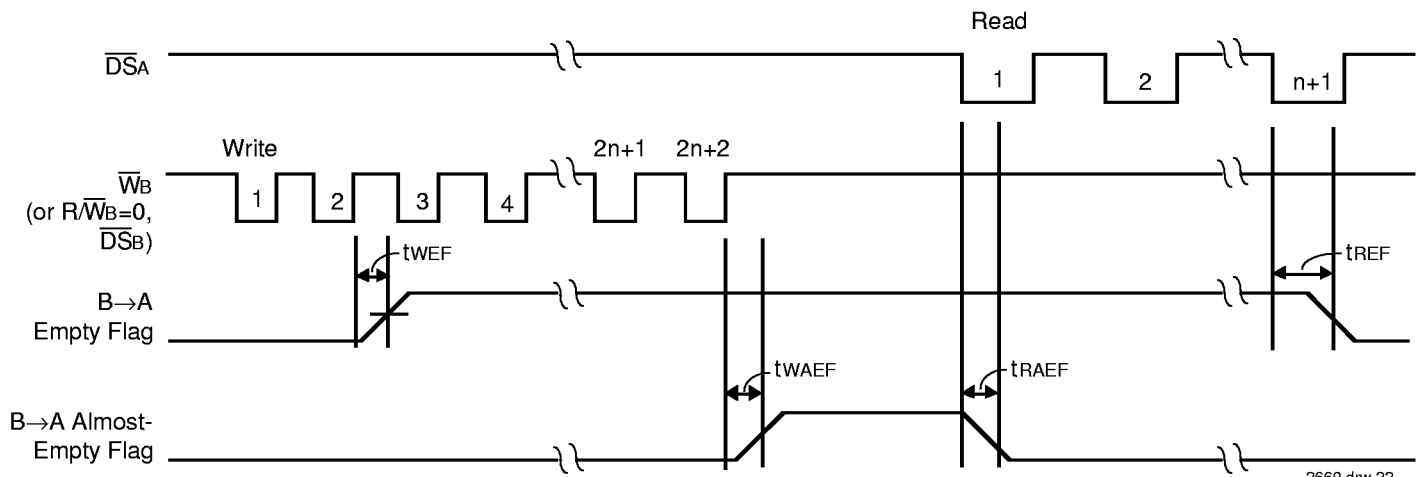 Read
DSA
1
2
n+1
Write
2n+1
2n+2
WB
(or R/WB=0,
DSB)
1
2
3
4
tWEF
tREF
B→A
Empty Flag
tWAEF
tRAEF
B→A Almost-
Empty Flag